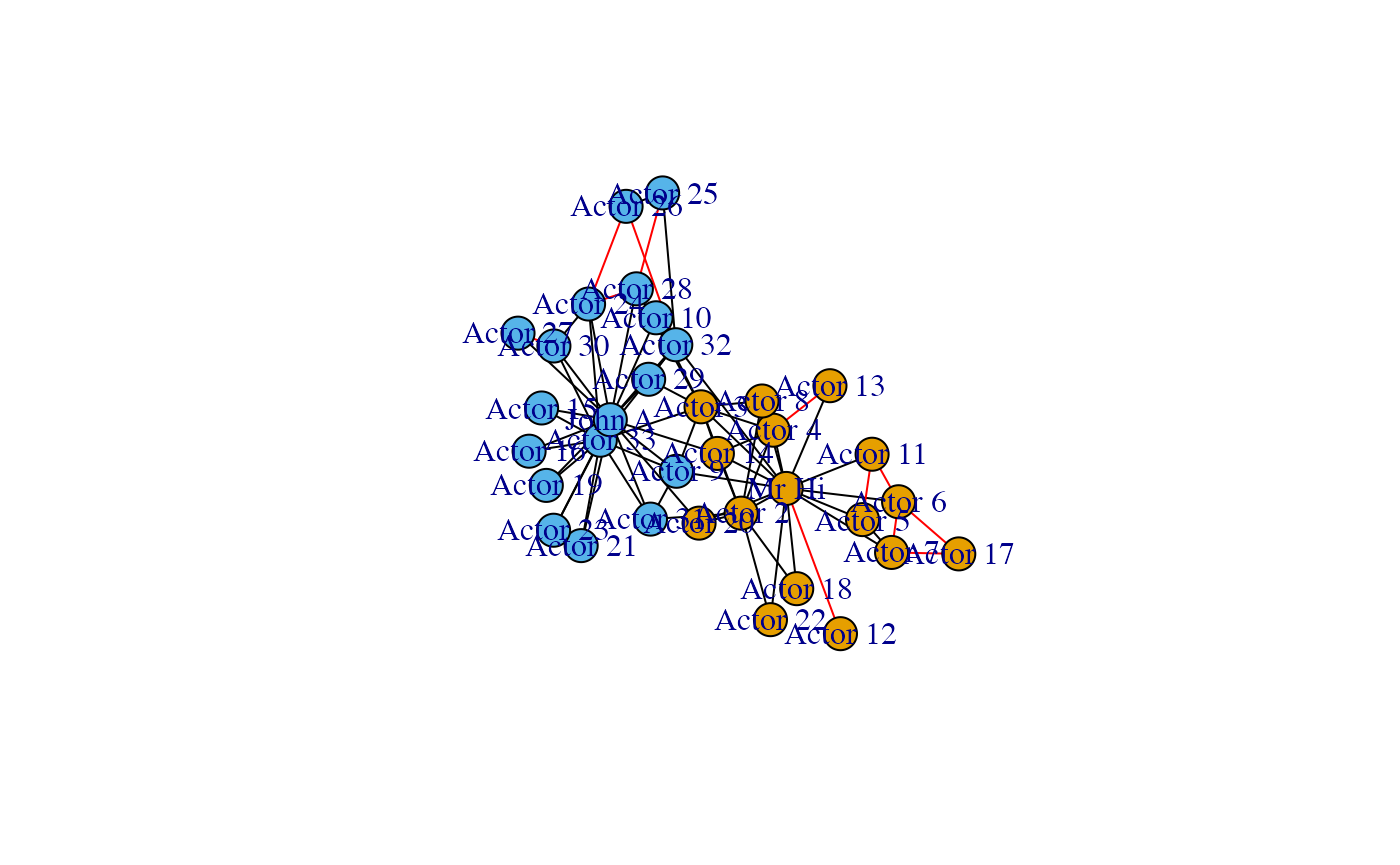 Actor 25
Actor 26
Actor 28
Actor 24
Actor 10
Actor 27
Actor 30
Actor 32
Actor 29
Actor 13
Actor 8
Actor 3
Actor 15
John A
Actor 4
Actor 33
Actor 16
Actor 14
Actor 11
Actor 9
Actor 19
Mr Hi
Actor 6
Actor 2
Actor 31
Actor 20
Actor 5
Actor 23
Actor 21
Actor 7
Actor 17
Actor 18
Actor 22
Actor 12